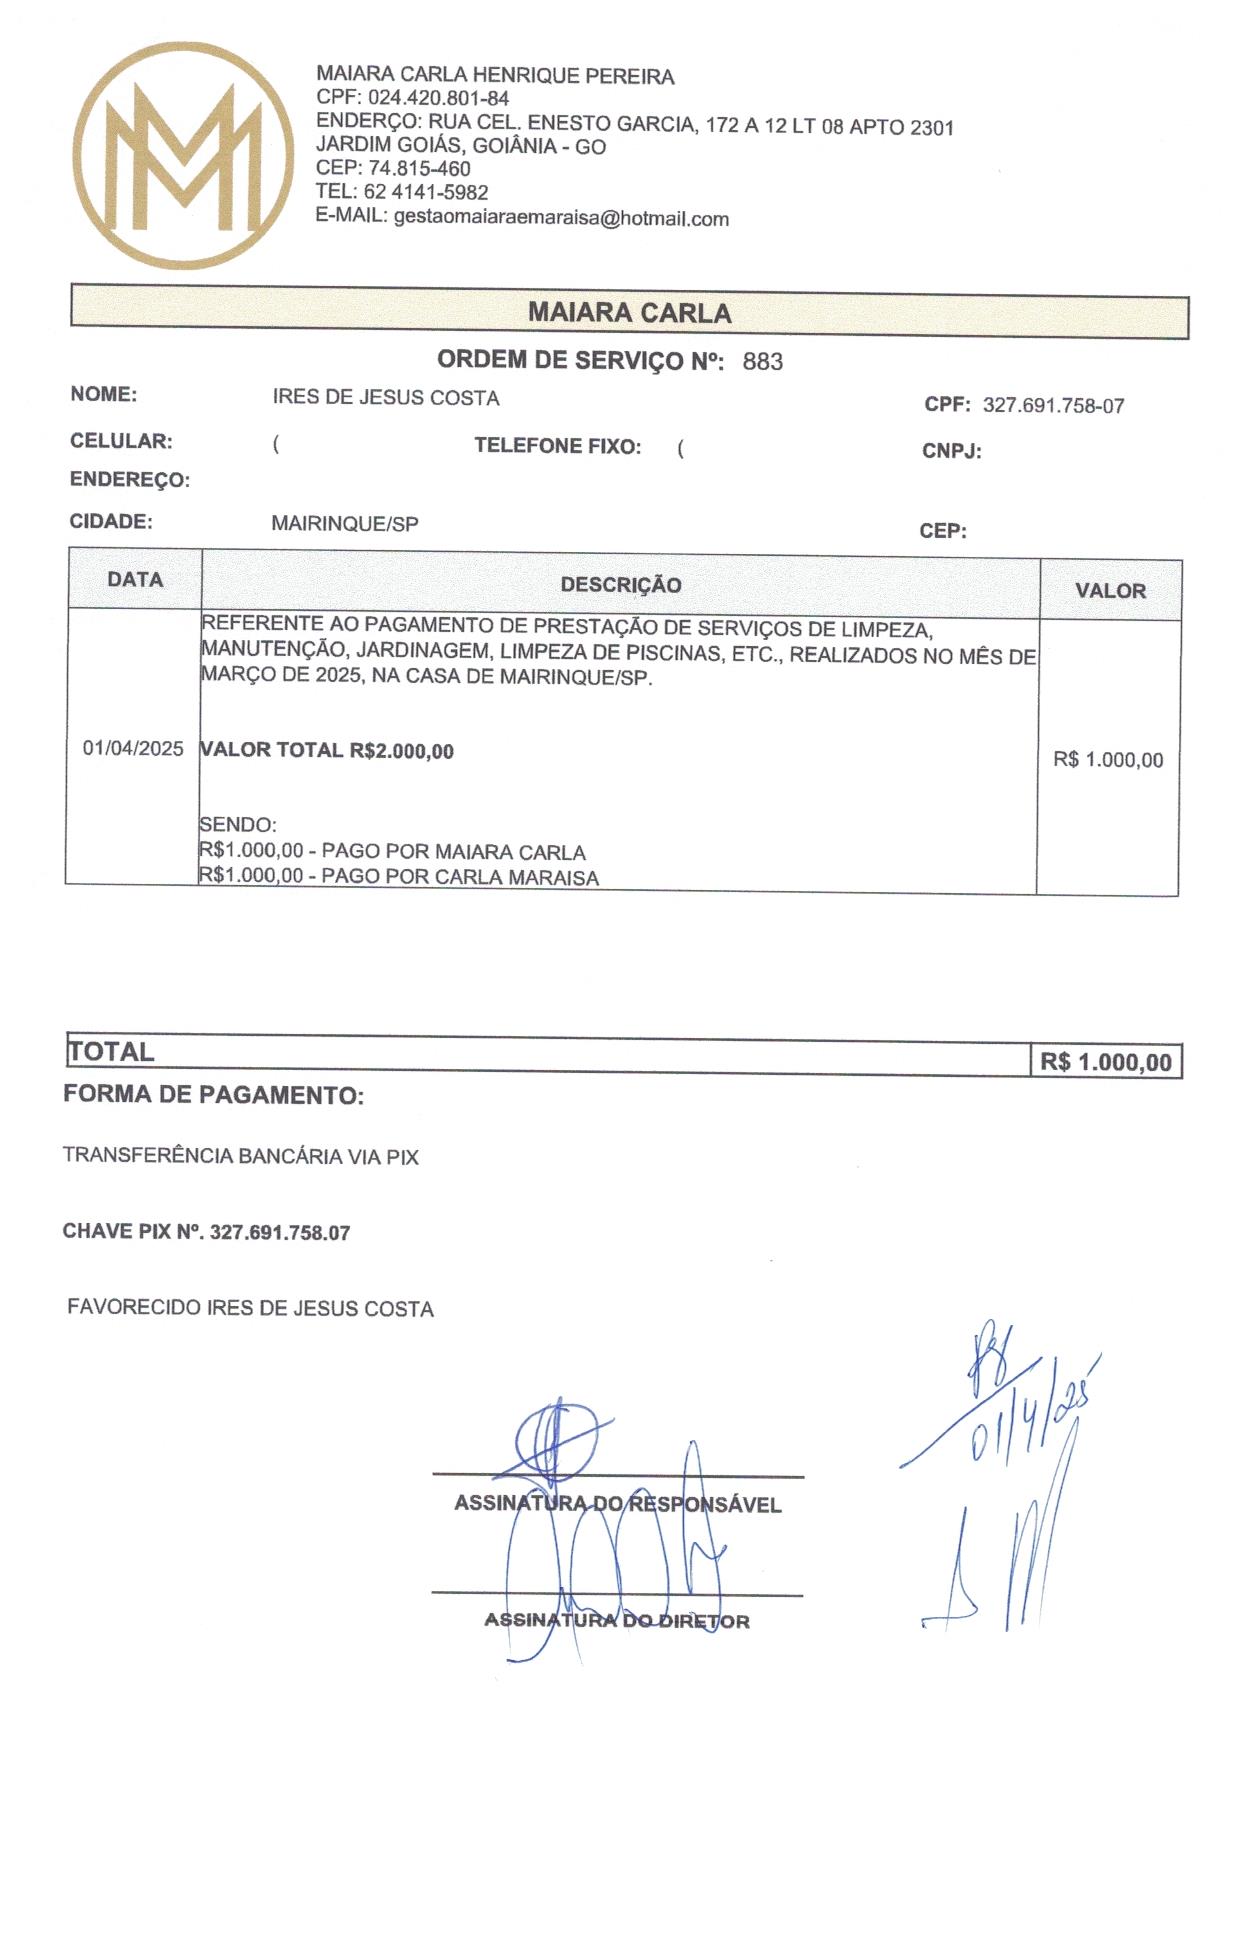 MAIARA CARLA HENRIQUE PEREIRA
CPF: 024.420.801-84
ENDERÇO: RUA CEL. ENESTO GARCIA, 172 A 12 LT 08 APTO 2301
JARDIM GOIÁS, GOIÂNIA - GO
CEP: 74.815-460
TEL: 62 4141-5982
E-MAIL: gestaomaiaraemaraisa@hotmail.com
MAIARA CARLA
ORDEM DE SERVIÇO Nº: 883
NOME: IRES DE JESUS COSTA CPF: 327.691.758-07
CELULAR: ( TELEFONE FIXO: ( CNPJ:
ENDEREÇO:
CIDADE: MAIRINQUE/SP CEP:
DATA DESCRIÇÃO VALOR
REFERENTE AO PAGAMENTO DE PRESTAÇÃO DE SERVIÇOS DE LIMPEZA,
MANUTENÇÃO, JARDINAGEM, LIMPEZA DE PISCINAS, ETC., REALIZADOS NO MÊS DE
MARÇO DE 2025, NA CASA DE MAIRINQUE/SP.
01/04/2025 VALOR TOTAL R$2.000,00 R$ 1.000,00
SENDO:
R$1.000,00 - PAGO POR MAIARA CARLA
R$1.000,00 - PAGO POR CARLA MARAISA
TOTAL R$ 1.000,00
FORMA DE PAGAMENTO:
TRANSFERÊNCIA BANCÁRIA VIA PIX
CHAVE PIX Nº. 327.691.758.07
FAVORECIDO IRES DE JESUS COSTA
01/4/25
ASSINATURA DO RESPONSÁVEL
ASSINATURA DO DIRETOR